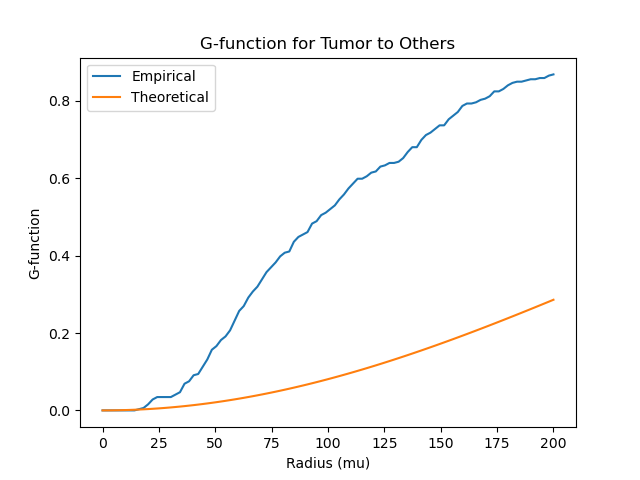 G-function for Tumor to Others
Empirical
Theoretical
G-function
0.8
0.6
0.4
0.2
0.0
0 25 50 75 100 125 150 175 200
Radius (mu)